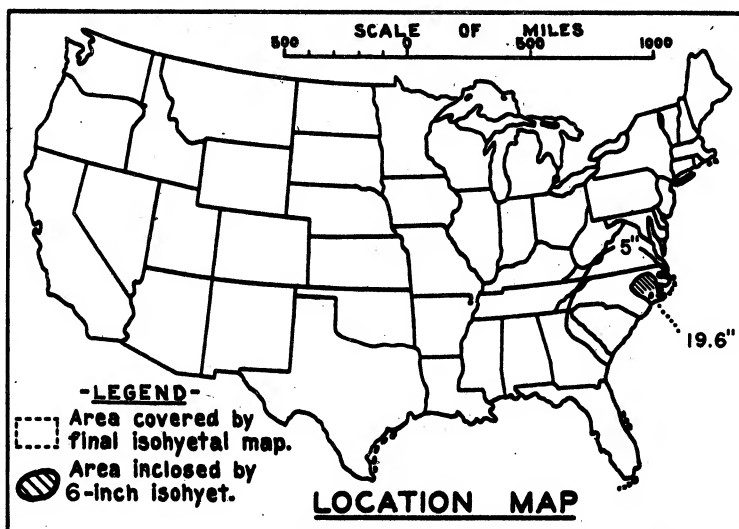 SCALE OF MILES
500 0 500 1000
5"
19.6"
-LEGEND-
Area covered by
final isohyetal map.
Area inclosed by
6-inch isohyet.
LOCATION MAP